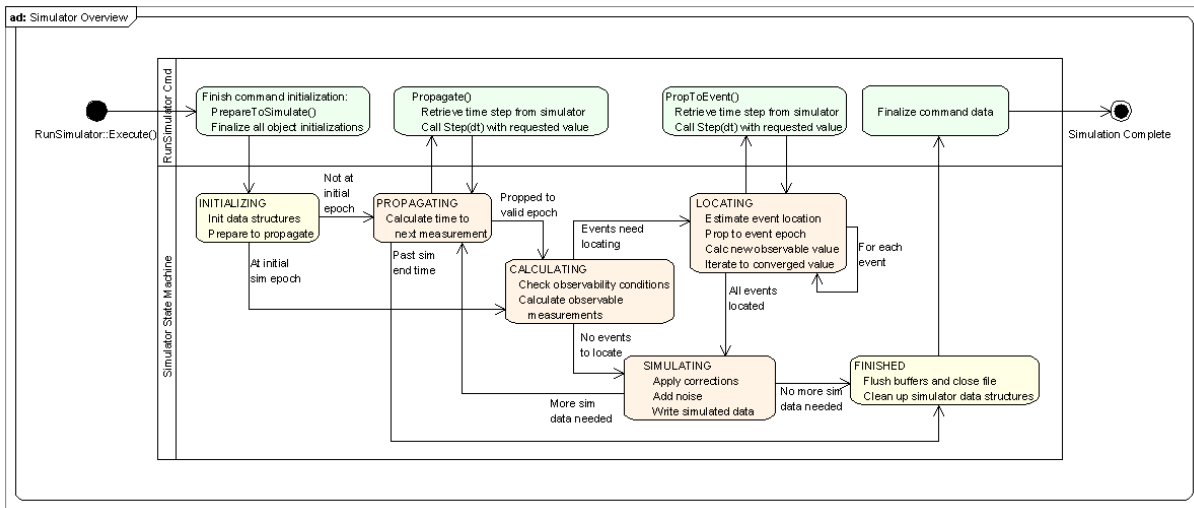 ad: Simulator Overview
RunSimulator::Execute()
RunSimulator Cmd
Finish command initialization:
PrepareToSimulate()
Finalize all object initializations
Propagate()
Retrieve time step from simulator
Call Step(dt) with requested value
PropToEvent()
Retrieve time step from simulator
Call Step(dt) with requested value
Finalize command data
Simulation Complete
Simulator State Machine
INITIALIZING
Init data structures
Prepare to propagate
Not at
initial
epoch
PROPAGATING
Calculate time to
next measurement
Propped to
valid epoch
Events need
locating
LOCATING
Estimate event location
Prop to event epoch
Calc new observable value
Iterate to converged value
For each
event
At initial
sim epoch
Past sim
end time
CALCULATING
Check observability conditions
Calculate observable
measurements
All events
located
No events
to locate
SIMULATING
Apply corrections
Add noise
Write simulated data
More sim
data needed
No more sim
data needed
FINISHED
Flush buffers and close file
Clean up simulator data structures